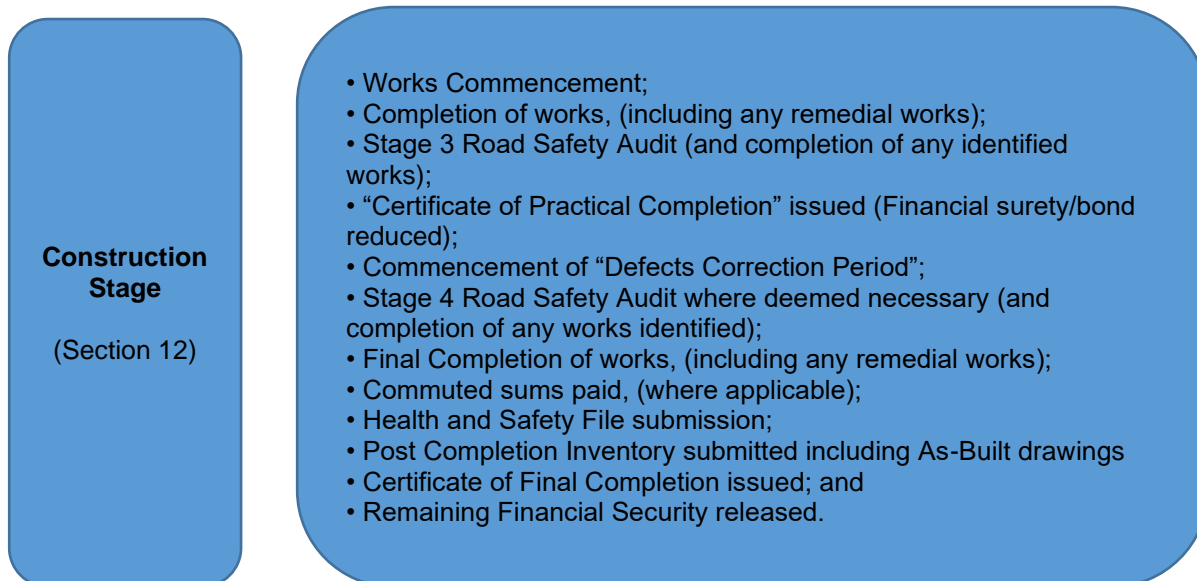 Construction
Stage
(Section 12)
• Works Commencement;
• Completion of works, (including any remedial works);
• Stage 3 Road Safety Audit (and completion of any identified
works);
• “Certificate of Practical Completion” issued (Financial surety/bond
reduced);
• Commencement of “Defects Correction Period”;
• Stage 4 Road Safety Audit where deemed necessary (and
completion of any works identified);
• Final Completion of works, (including any remedial works);
• Commuted sums paid, (where applicable);
• Health and Safety File submission;
• Post Completion Inventory submitted including As-Built drawings
• Certificate of Final Completion issued; and
• Remaining Financial Security released.